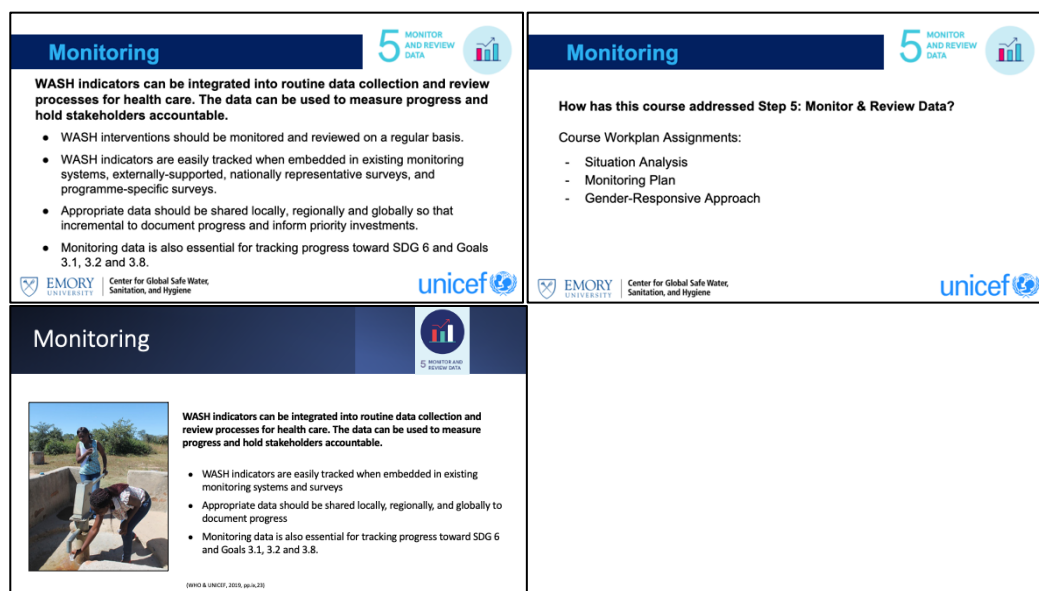 Monitoring
5 MONITOR
AND REVIEW
DATA
WASH indicators can be integrated into routine data collection and review
processes for health care. The data can be used to measure progress and
hold stakeholders accountable.
● WASH interventions should be monitored and reviewed on a regular basis.
● WASH indicators are easily tracked when embedded in existing monitoring
systems, externally-supported, nationally representative surveys, and
programme-specific surveys.
● Appropriate data should be shared locally, regionally and globally so that
incremental to document progress and inform priority investments.
● Monitoring data is also essential for tracking progress toward SDG 6 and Goals
3.1, 3.2 and 3.8.
EMORY
UNIVERSITY
Center for Global Safe Water,
Sanitation, and Hygiene
unicef
Monitoring
5 MONITOR
AND REVIEW
DATA
How has this course addressed Step 5: Monitor & Review Data?
Course Workplan Assignments:
- Situation Analysis
- Monitoring Plan
- Gender-Responsive Approach
EMORY
UNIVERSITY
Center for Global Safe Water,
Sanitation, and Hygiene
unicef
Monitoring
5 MONITOR AND
REVIEW DATA
WASH indicators can be integrated into routine data collection and
review processes for health care. The data can be used to measure
progress and hold stakeholders accountable.
● WASH indicators are easily tracked when embedded in existing
monitoring systems and surveys
● Appropriate data should be shared locally, regionally, and globally to
document progress
● Monitoring data is also essential for tracking progress toward SDG 6
and Goals 3.1, 3.2 and 3.8.
(WHO & UNICEF, 2019, pp.ix,23)